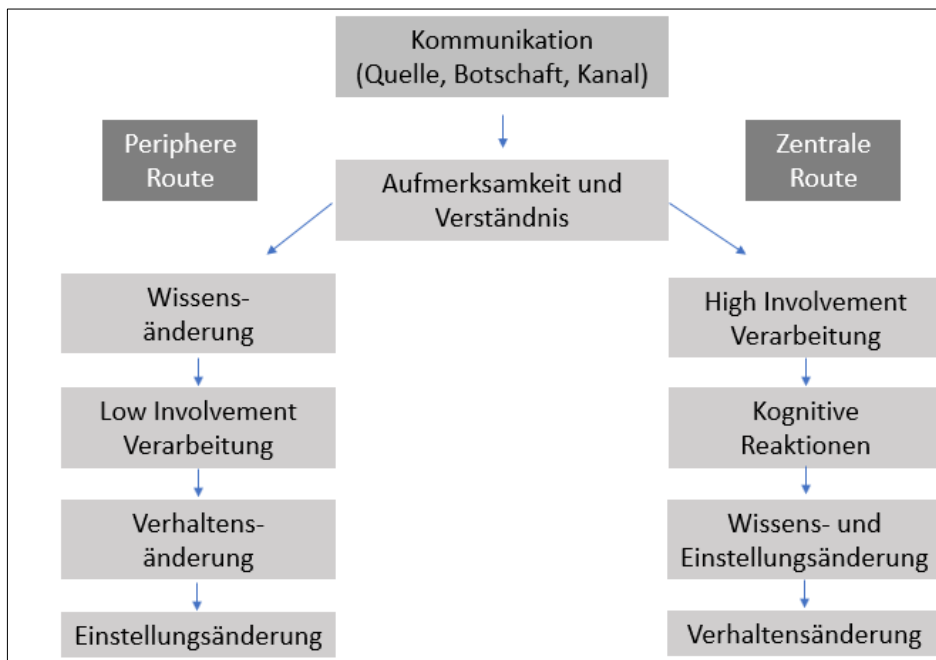 Kommunikation
(Quelle, Botschaft, Kanal)
Periphere
Route
Zentrale
Route
Aufmerksamkeit und
Verständnis
Wissens-
änderung
Low Involvement
Verarbeitung
Verhaltens-
änderung
Einstellungsänderung
High Involvement
Verarbeitung
Kognitive
Reaktionen
Wissens- und
Einstellungsänderung
Verhaltensänderung